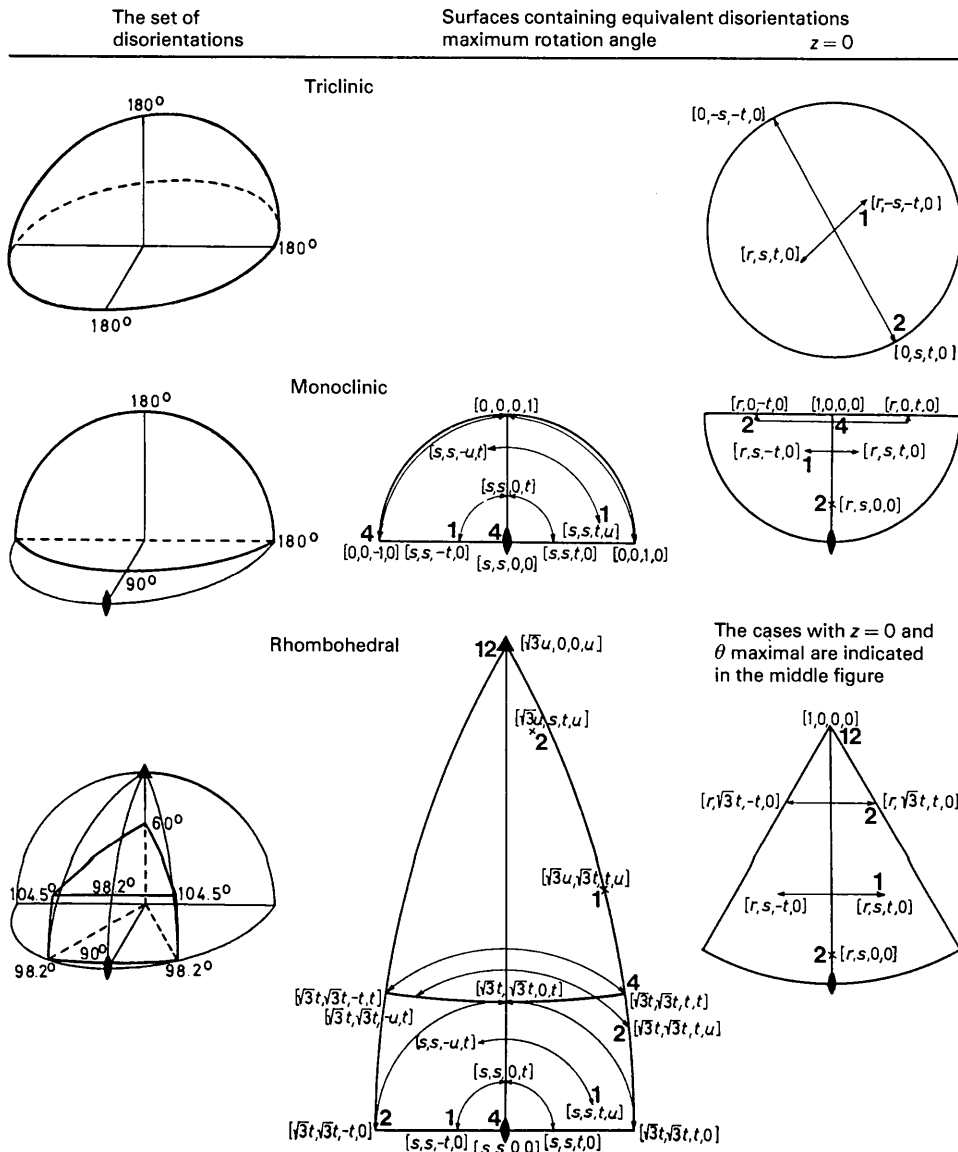 The set of
disorientations
Surfaces containing equivalent disorientations
maximum rotation angle
z = 0
Triclinic
180°
180°
180°
[0,-s,-t,0]
[r,-s,-t,0]
1
[r,s,t,0]
2
[0,s,t,0]
Monoclinic
180°
180°
90°
[0,0,0,1]
[s,s,-u,t]
[s,s,0,t]
4
1
4
1
[s,s,t,u]
[0,0,-1,0]
[s,s,-t,0]
[s,s,0,0]
[s,s,t,0]
[0,0,1,0]
[r,0,-t,0]
[1,0,0,0]
[r,0,t,0]
2
4
[r,s,-t,0]
[r,s,t,0]
1
2
[r,s,0,0]
Rhombohedral
60°
104.5°
98.2°
104.5°
90°
98.2°
98.2°
12
[√3u,0,0,u]
[√3u,s,t,u]
2
[√3u,√3t,t,u]
1
4
[√3t,√3t,-t,t]
[√3t,√3t,0,t]
[√3t,√3t,t,t]
[√3t,√3t,-u,t]
2
[√3t,√3t,t,u]
[s,s,-u,t]
[s,s,0,t]
1
[s,s,t,u]
2
1
4
[√3t,√3t,-t,0]
[s,s,-t,0]
[s,s,0,0]
[s,s,t,0]
[√3t,√3t,t,0]
The cases with z = 0 and
θ maximal are indicated
in the middle figure
[1,0,0,0]
12
[r,√3t,-t,0]
[r,√3t,t,0]
2
1
[r,s,-t,0]
[r,s,t,0]
2
[r,s,0,0]